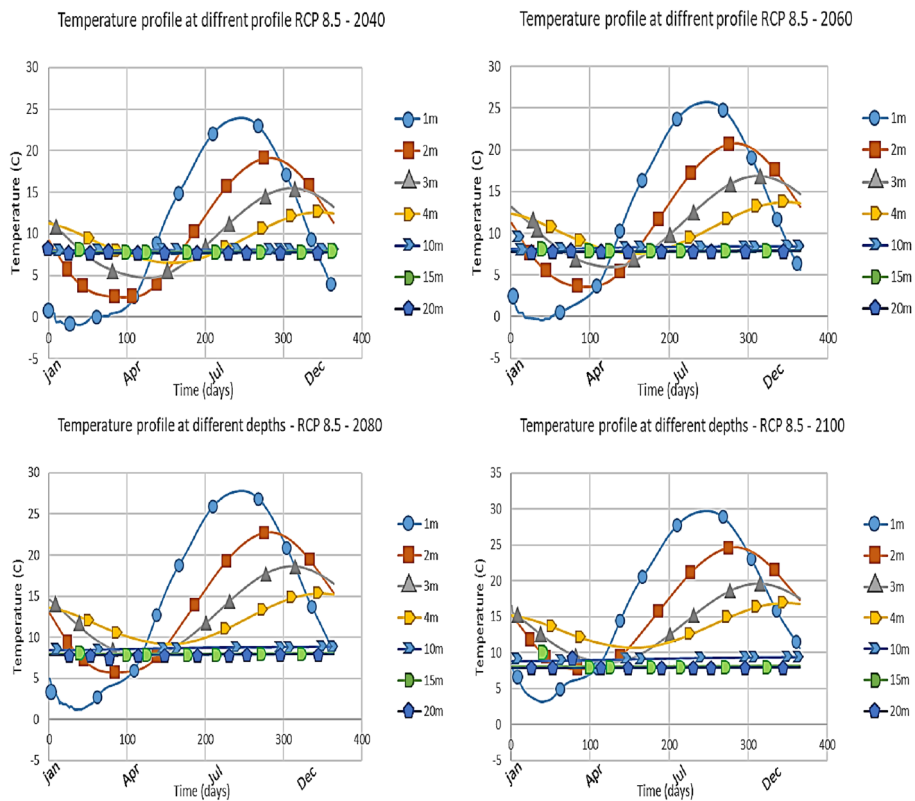 Temperature profile at diffrent profile RCP 8.5 - 2040
30
25
20
15
10
5
0
-5
Temperature (C)
0 100 200 300
jan Apr Jul Dec
Time (days)
1m
2m
3m
4m
10m
15m
20m
Temperature profile at diffrent profile RCP 8.5 - 2060
30
25
20
15
10
5
0
-5
Temperature (C)
0 100 200 300
jan Apr Jul Dec
Time (days)
1m
2m
3m
4m
10m
15m
20m
Temperature profile at different depths - RCP 8.5 - 2080
30
25
20
15
10
5
0
-5
Temperature (C)
0 100 200 300
jan Apr Jul Dec
Time (days)
1m
2m
3m
4m
10m
15m
20m
Temperature profile at different depths - RCP 8.5 - 2100
35
30
25
20
15
10
5
0
-5
Temperature (C)
0 100 200 300
jan Apr Jul Dec
Time (days)
1m
2m
3m
4m
10m
15m
20m